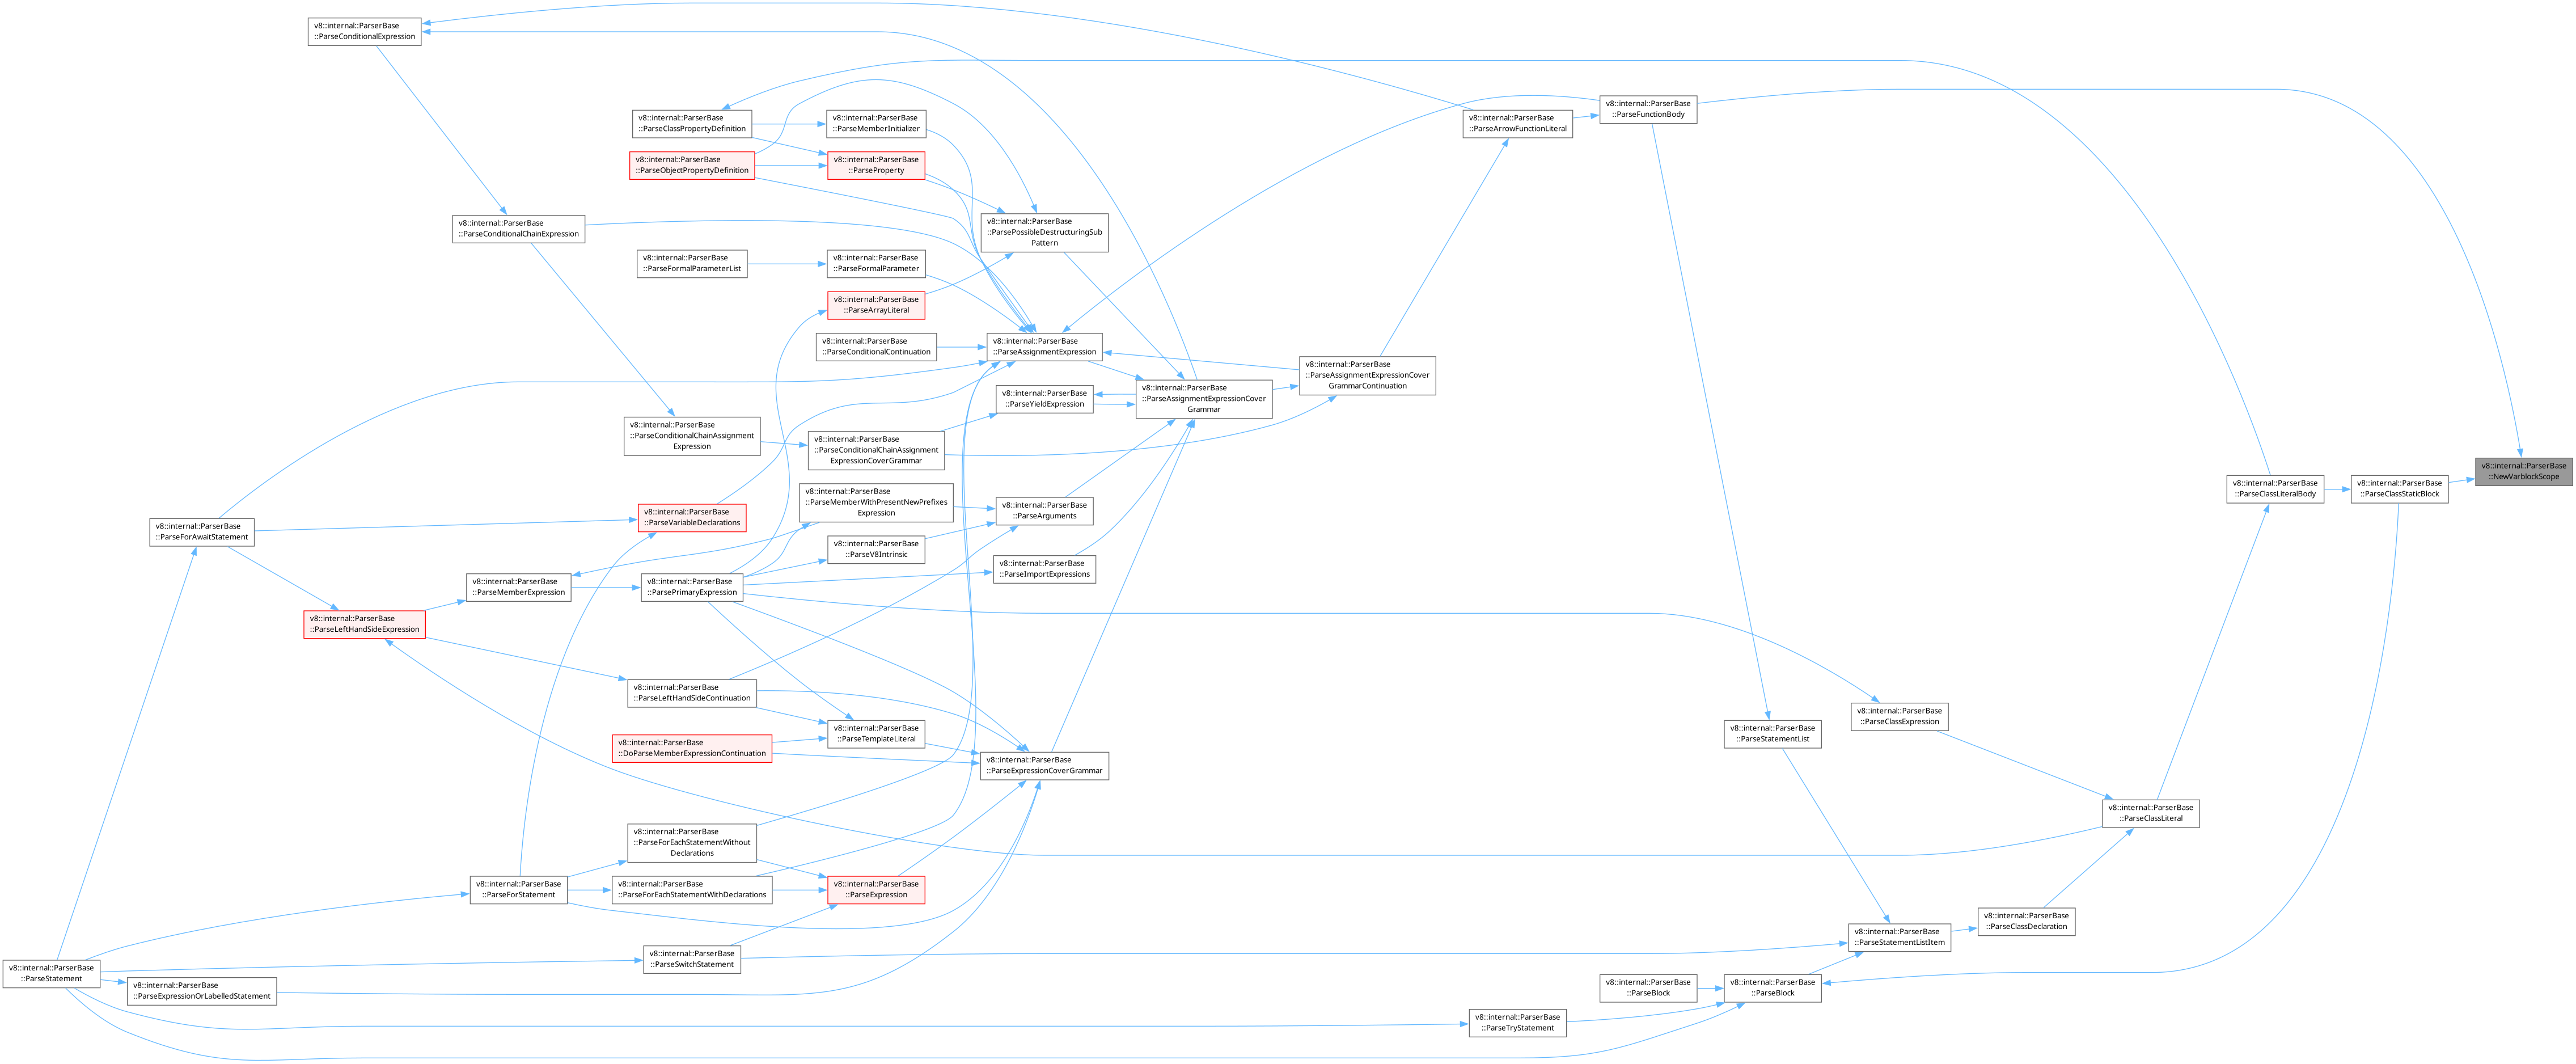 v8::internal::ParserBase
::ParseConditionalExpression
v8::internal::ParserBase
::ParseClassPropertyDefinition
v8::internal::ParserBase
::ParseMemberInitializer
v8::internal::ParserBase
::ParseArrowFunctionLiteral
v8::internal::ParserBase
::ParseFunctionBody
v8::internal::ParserBase
::ParseObjectPropertyDefinition
v8::internal::ParserBase
::ParseProperty
v8::internal::ParserBase
::ParseConditionalChainExpression
v8::internal::ParserBase
::ParsePossibleDestructuringSub
Pattern
v8::internal::ParserBase
::ParseFormalParameterList
v8::internal::ParserBase
::ParseFormalParameter
v8::internal::ParserBase
::ParseArrayLiteral
v8::internal::ParserBase
::ParseConditionalContinuation
v8::internal::ParserBase
::ParseAssignmentExpression
v8::internal::ParserBase
::ParseAssignmentExpressionCover
GrammarContinuation
v8::internal::ParserBase
::ParseYieldExpression
v8::internal::ParserBase
::ParseAssignmentExpressionCover
Grammar
v8::internal::ParserBase
::ParseConditionalChainAssignment
Expression
v8::internal::ParserBase
::ParseConditionalChainAssignment
ExpressionCoverGrammar
v8::internal::ParserBase
::NewVarblockScope
v8::internal::ParserBase
::ParseClassLiteralBody
v8::internal::ParserBase
::ParseClassStaticBlock
v8::internal::ParserBase
::ParseMemberWithPresentNewPrefixes
Expression
v8::internal::ParserBase
::ParseArguments
v8::internal::ParserBase
::ParseVariableDeclarations
v8::internal::ParserBase
::ParseForAwaitStatement
v8::internal::ParserBase
::ParseV8Intrinsic
v8::internal::ParserBase
::ParseImportExpressions
v8::internal::ParserBase
::ParseMemberExpression
v8::internal::ParserBase
::ParsePrimaryExpression
v8::internal::ParserBase
::ParseLeftHandSideExpression
v8::internal::ParserBase
::ParseLeftHandSideContinuation
v8::internal::ParserBase
::ParseClassExpression
v8::internal::ParserBase
::ParseStatementList
v8::internal::ParserBase
::ParseTemplateLiteral
v8::internal::ParserBase
::DoParseMemberExpressionContinuation
v8::internal::ParserBase
::ParseExpressionCoverGrammar
v8::internal::ParserBase
::ParseClassLiteral
v8::internal::ParserBase
::ParseForEachStatementWithout
Declarations
v8::internal::ParserBase
::ParseForStatement
v8::internal::ParserBase
::ParseForEachStatementWithDeclarations
v8::internal::ParserBase
::ParseExpression
v8::internal::ParserBase
::ParseClassDeclaration
v8::internal::ParserBase
::ParseStatementListItem
v8::internal::ParserBase
::ParseSwitchStatement
v8::internal::ParserBase
::ParseStatement
v8::internal::ParserBase
::ParseExpressionOrLabelledStatement
v8::internal::ParserBase
::ParseBlock
v8::internal::ParserBase
::ParseBlock
v8::internal::ParserBase
::ParseTryStatement